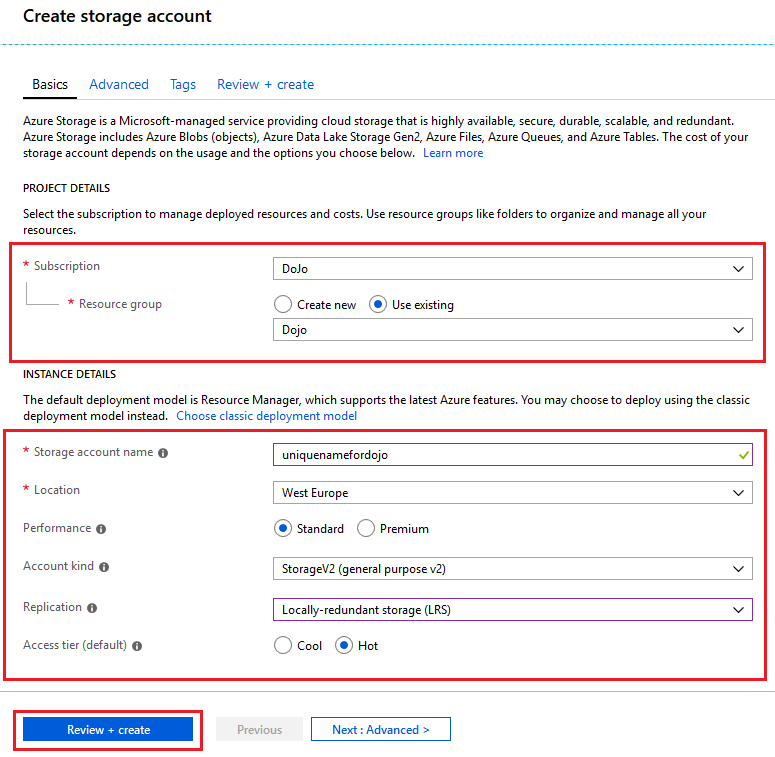 Create storage account
Basics Advanced Tags Review + create
Azure Storage is a Microsoft-managed service providing cloud storage that is highly available, secure, durable, scalable, and redundant.
Azure Storage includes Azure Blobs (objects), Azure Data Lake Storage Gen2, Azure Files, Azure Queues, and Azure Tables. The cost of your
storage account depends on the usage and the options you choose below. Learn more
PROJECT DETAILS
Select the subscription to manage deployed resources and costs. Use resource groups like folders to organize and manage all your
resources.
* Subscription DoJo
* Resource group Create new Use existing
Dojo
INSTANCE DETAILS
The default deployment model is Resource Manager, which supports the latest Azure features. You may choose to deploy using the classic
deployment model instead. Choose classic deployment model
* Storage account name uniquenamefordojo
* Location West Europe
Performance Standard Premium
Account kind StorageV2 (general purpose v2)
Replication Locally-redundant storage (LRS)
Access tier (default) Cool Hot
Review + create Previous Next : Advanced >